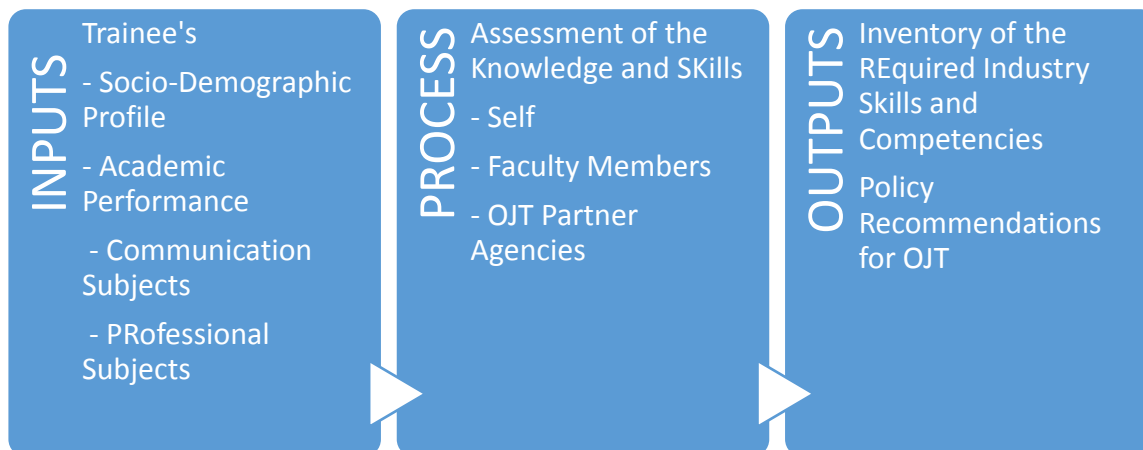 INPUTS
Trainee's
- Socio-Demographic
Profile
- Academic
Performance
- Communication
Subjects
- PRofessional
Subjects
PROCESS
Assessment of the
Knowledge and SKills
- Self
- Faculty Members
- OJT Partner
Agencies
OUTPUTS
Inventory of the
REquired Industry
Skills and
Competencies
Policy
Recommendations
for OJT